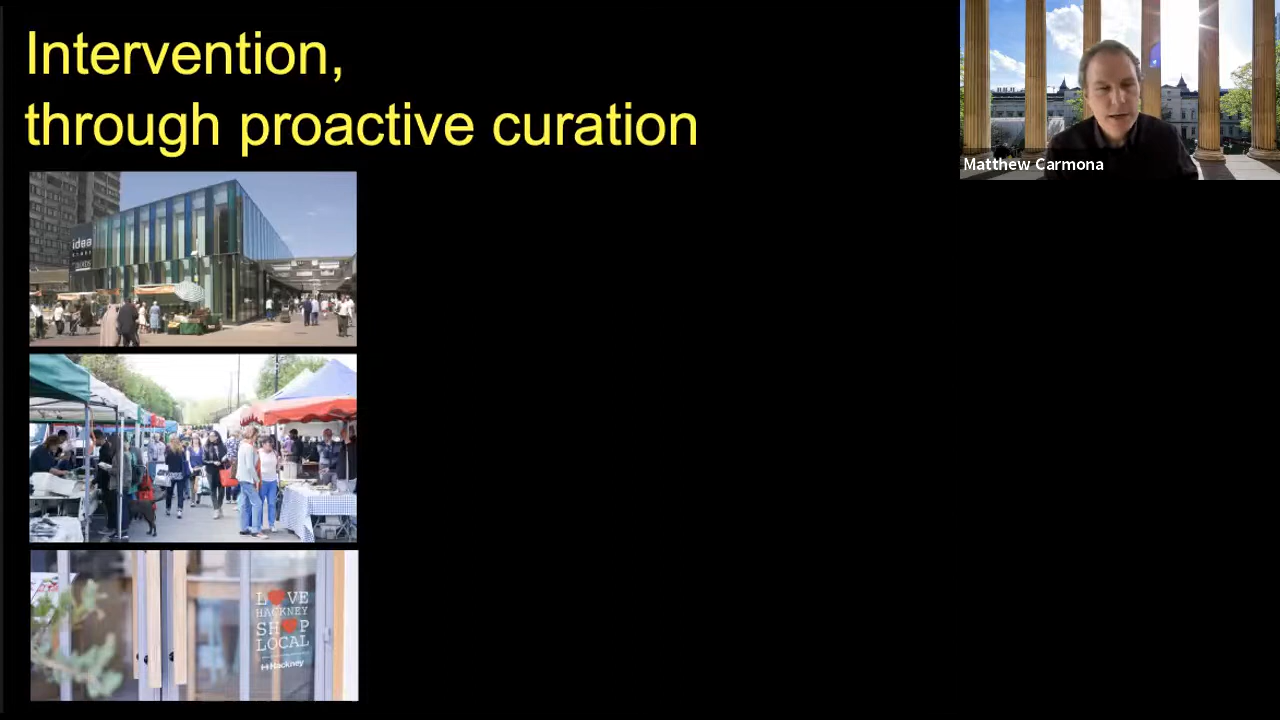 Intervention,
through proactive curation
Matthew Carmona
idea
LOVE
HACKNEY
SHOP
LOCAL
Hackney